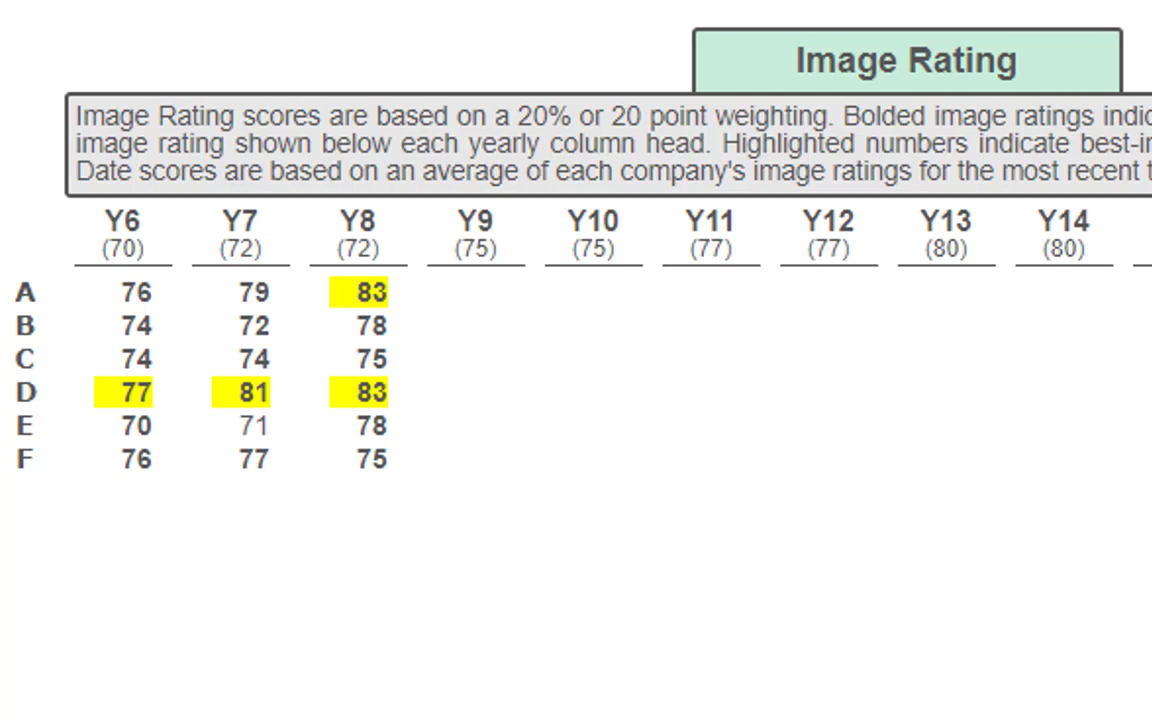 Image Rating
Image Rating scores are based on a 20% or 20 point weighting. Bolded image ratings
image rating shown below each yearly column head. Highlighted numbers indicate
Date scores are based on an average of each company's image ratings for the most recent
Y6 Y7 Y8 Y9 Y10 Y11 Y12 Y13 Y14
(70) (72) (72) (75) (75) (77) (77) (80) (80)
A 76 79 83
B 74 72 78
C 74 74 75
D 77 81 83
E 70 71 78
F 76 77 75